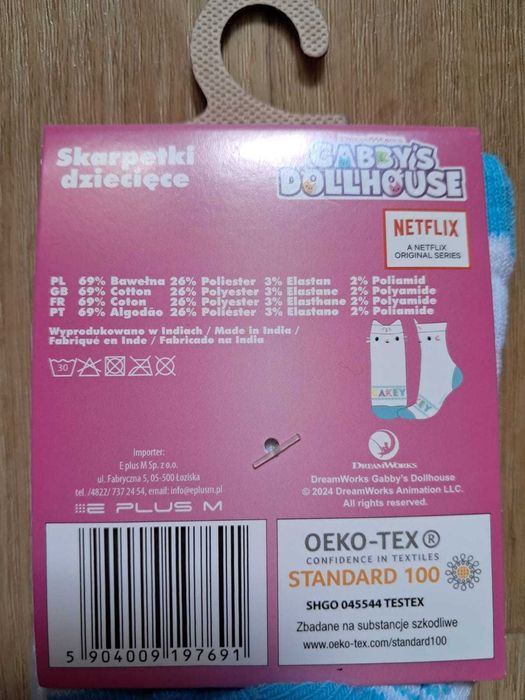 Skarpetki
dziecięce
DREAMWORKS
GABBY'S
DOLLHOUSE
NETFLIX
A NETFLIX
ORIGINAL SERIES
PL 69% Bawełna 26% Poliester 3% Elastan 2% Poliamid
GB 69% Cotton 26% Polyester 3% Elastane 2% Polyamide
FR 69% Coton 26% Polyester 3% Elasthane 2% Polyamide
PT 69% Algodão 26% Poliéster 3% Elastano 2% Poliamide
Wyprodukowano w Indiach / Made in India /
Fabriqué en Inde / Fabricado na India
30
CAKEY
KEY
Importer:
E plus M Sp. z o.o.
ul. Fabryczna 5, 05-500 Łoziska
tel./4822/ 737 24 54, email: info@eplusm.pl
E PLUS M
DREAMWORKS
DreamWorks Gabby's Dollhouse
© 2024 DreamWorks Animation LLC.
All rights reserved.
5 904009 197691
OEKO-TEX®
CONFIDENCE IN TEXTILES
STANDARD 100
SHGO 045544 TESTEX
Zbadane na substancje szkodliwe
www.oeko-tex.com/standard100